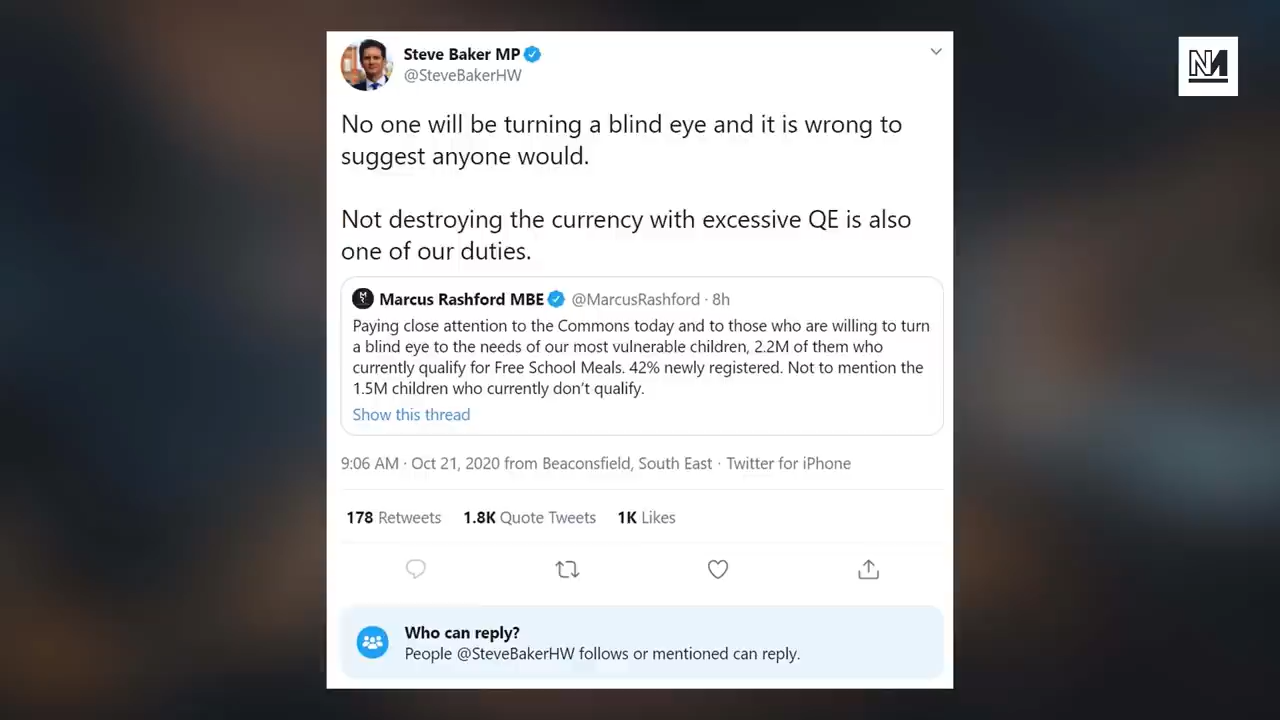 Steve Baker MP
@SteveBakerHW
NM
No one will be turning a blind eye and it is wrong to
suggest anyone would.
Not destroying the currency with excessive QE is also
one of our duties.
Marcus Rashford MBE @MarcusRashford · 8h
Paying close attention to the Commons today and to those who are willing to turn
a blind eye to the needs of our most vulnerable children, 2.2M of them who
currently qualify for Free School Meals. 42% newly registered. Not to mention the
1.5M children who currently don’t qualify.
Show this thread
9:06 AM · Oct 21, 2020 from Beaconsfield, South East · Twitter for iPhone
178 Retweets 1.8K Quote Tweets 1K Likes
Who can reply?
People @SteveBakerHW follows or mentioned can reply.